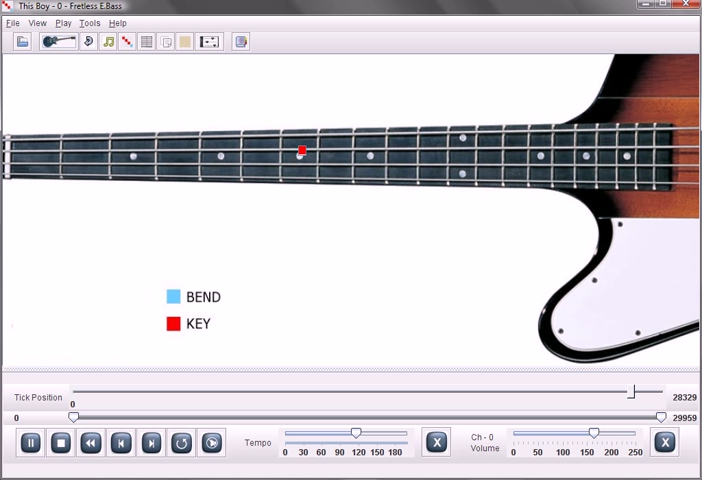 This Boy - 0 - Fretless E.Bass
File View Play Tools Help
BEND
KEY
Tick Position
0
28329
0
29959
Tempo
0 30 60 90 120 150 180
X
Ch - 0
Volume
0 50 100 150 200 250
X